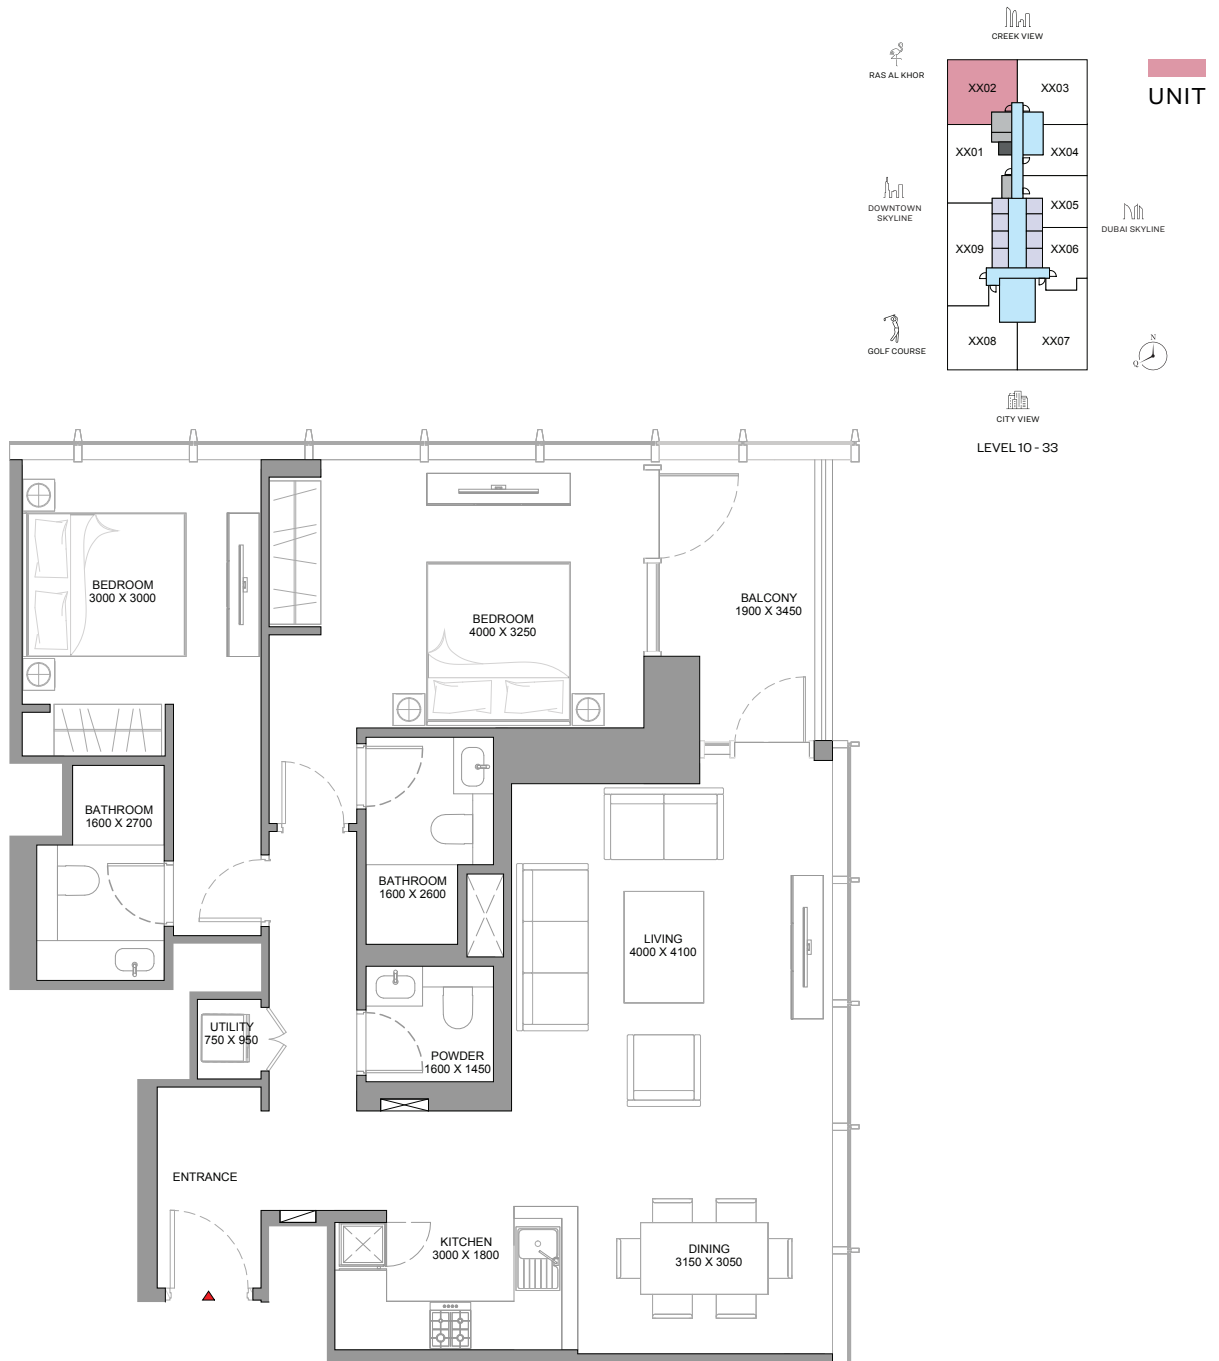 CREEK VIEW
RAS AL KHOR
XX02
XX03
UNIT
XX01
XX04
DOWNTOWN
SKYLINE
XX05
DUBAI SKYLINE
XX09
XX06
GOLF COURSE
XX08
XX07
N
Q
CITY VIEW
LEVEL 10 - 33
BEDROOM
3000 X 3000
BEDROOM
4000 X 3250
BALCONY
1900 X 3450
BATHROOM
1600 X 2700
BATHROOM
1600 X 2600
LIVING
4000 X 4100
UTILITY
750 X 950
POWDER
1600 X 1450
ENTRANCE
KITCHEN
3000 X 1800
DINING
3150 X 3050